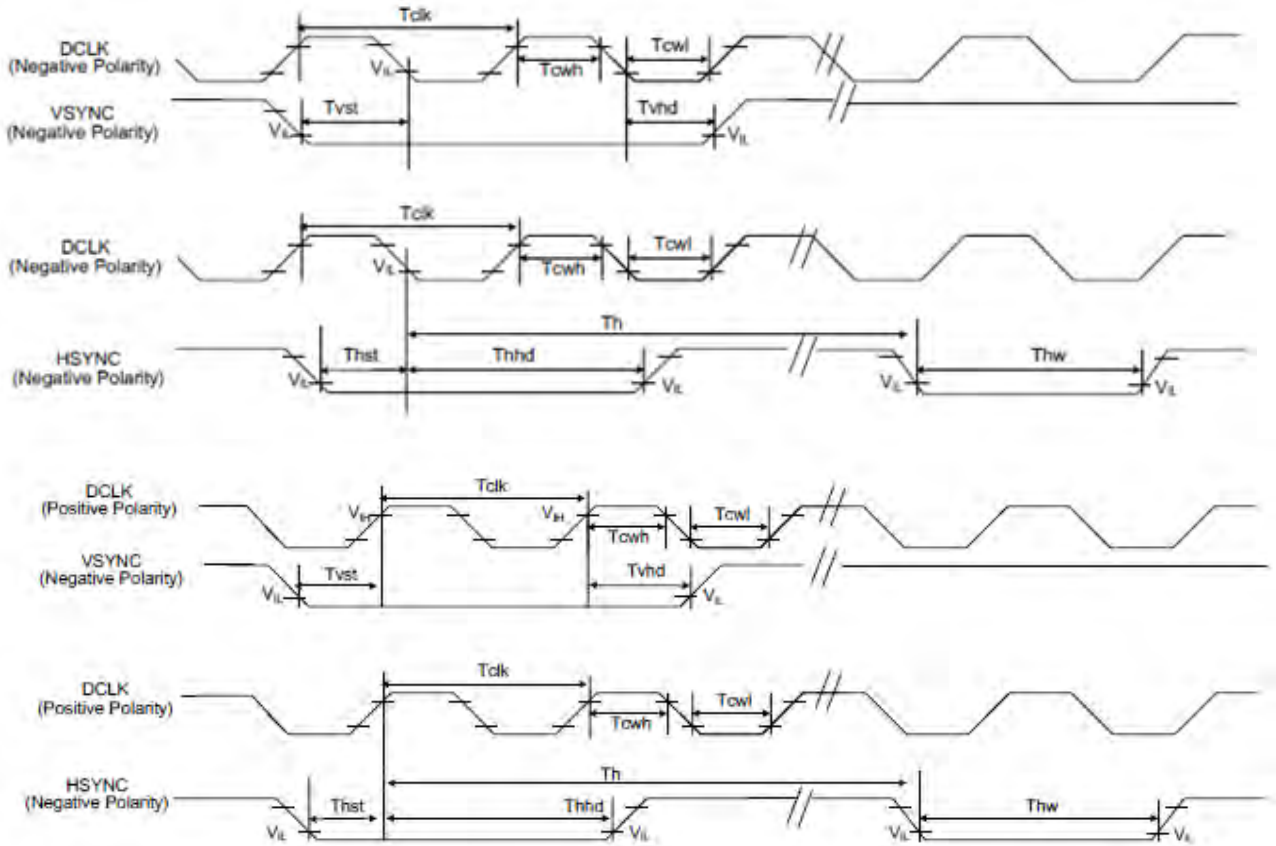 Tclk
DCLK
(Negative Polarity)
Tcwl
VIL
Tcwh
VSYNC
(Negative Polarity)
Tvst
Tvhd
VIL
VIL
Tclk
DCLK
(Negative Polarity)
Tcwl
VIL
Tcwh
Th
HSYNC
(Negative Polarity)
Thst
Thhd
Thw
VIL
VIL
VIL
VIL
DCLK
(Positive Polarity)
Tclk
VIH
VIH
Tcwl
Tcwh
VSYNC
(Negative Polarity)
Tvst
Tvhd
VIL
VIL
DCLK
(Positive Polarity)
Tclk
Tcwl
Tcwh
HSYNC
(Negative Polarity)
Th
Thst
Thhd
Thw
VIL
VIL
VIL
VIL